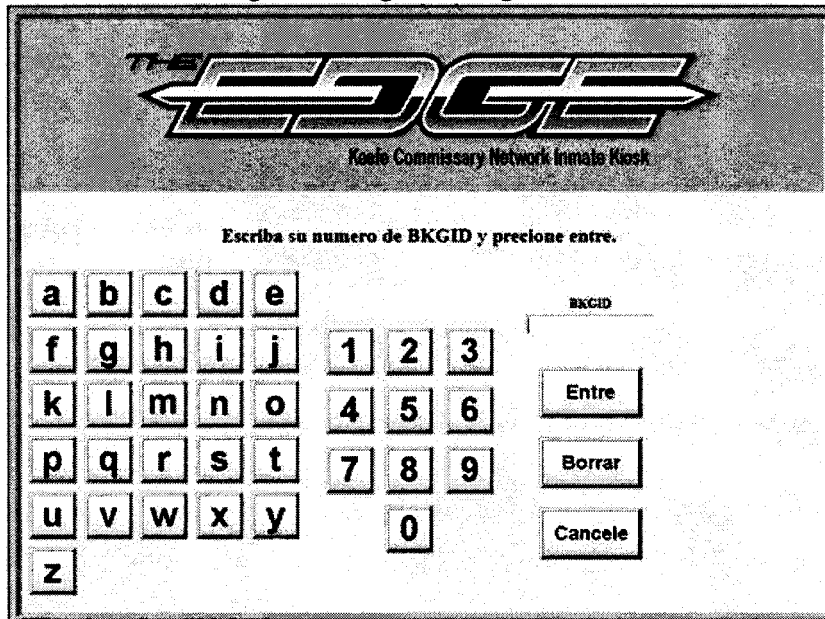 THE
EDGE
Keefe Commissary Network Inmate Kiosk
Escriba su numero de BKGID y precione entre.
a b c d e
f g h i j
k l m n o
p q r s t
u v w x y
z
1 2 3
4 5 6
7 8 9
0
BKGID
Entre
Borrar
Cancele